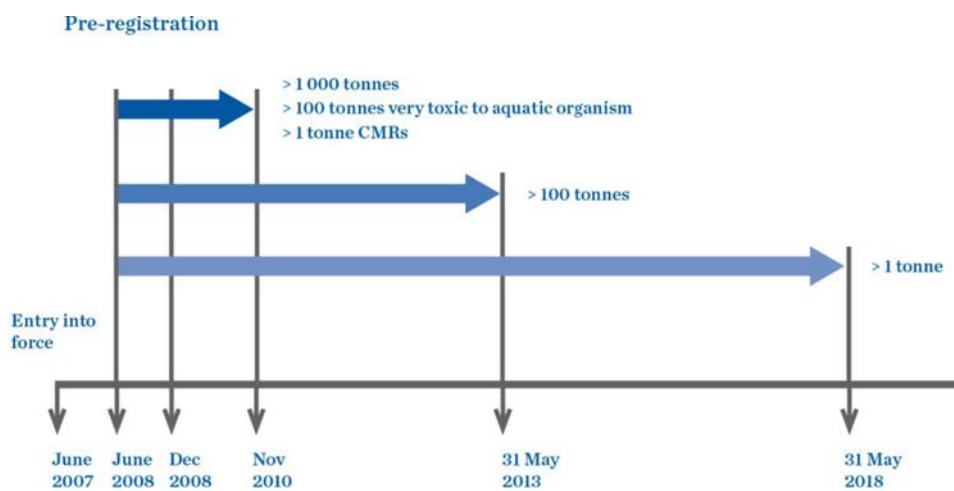 Pre-registration
> 1 000 tonnes
> 100 tonnes very toxic to aquatic organism
> 1 tonne CMRs
> 100 tonnes
> 1 tonne
Entry into
force
June
2007
June
2008
Dec
2008
Nov
2010
31 May
2013
31 May
2018